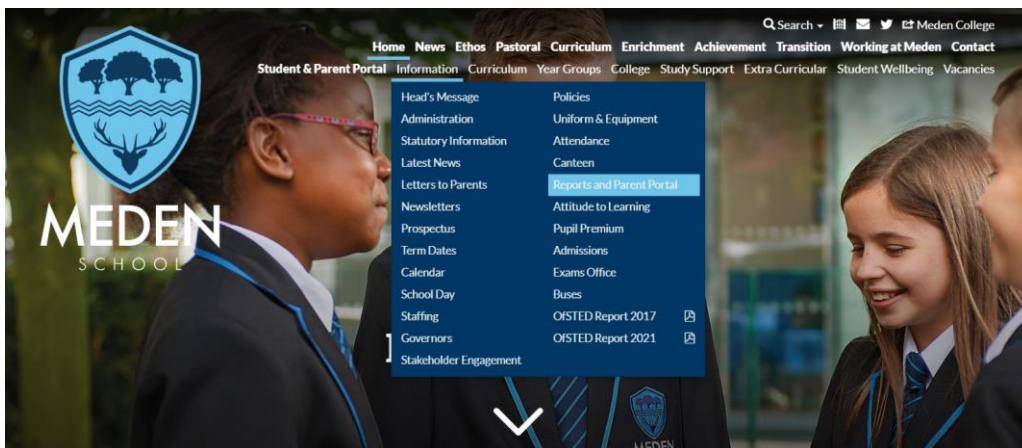 Search
Meden College
Home News Ethos Pastoral Curriculum Enrichment Achievement Transition Working at Meden Contact
Student & Parent Portal Information Curriculum Year Groups College Study Support Extra Curricular Student Wellbeing Vacancies
MEDEN
SCHOOL
Head's Message
Administration
Statutory Information
Latest News
Letters to Parents
Newsletters
Prospectus
Term Dates
Calendar
School Day
Staffing
Governors
Stakeholder Engagement
Policies
Uniform & Equipment
Attendance
Canteen
Reports and Parent Portal
Attitude to Learning
Pupil Premium
Admissions
Exams Office
Buses
OfSTED Report 2017
OfSTED Report 2021
MEDEN